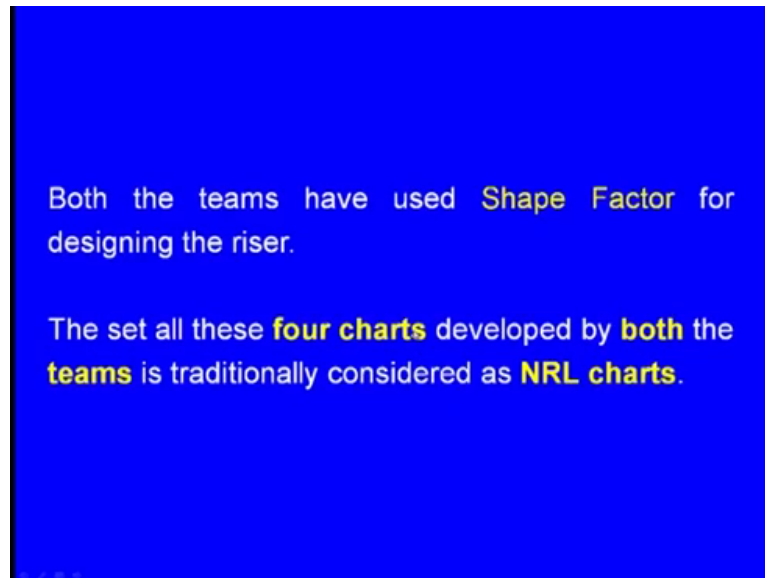 Both the teams have used Shape Factor for
designing the riser.
The set all these four charts developed by both the
teams is traditionally considered as NRL charts.